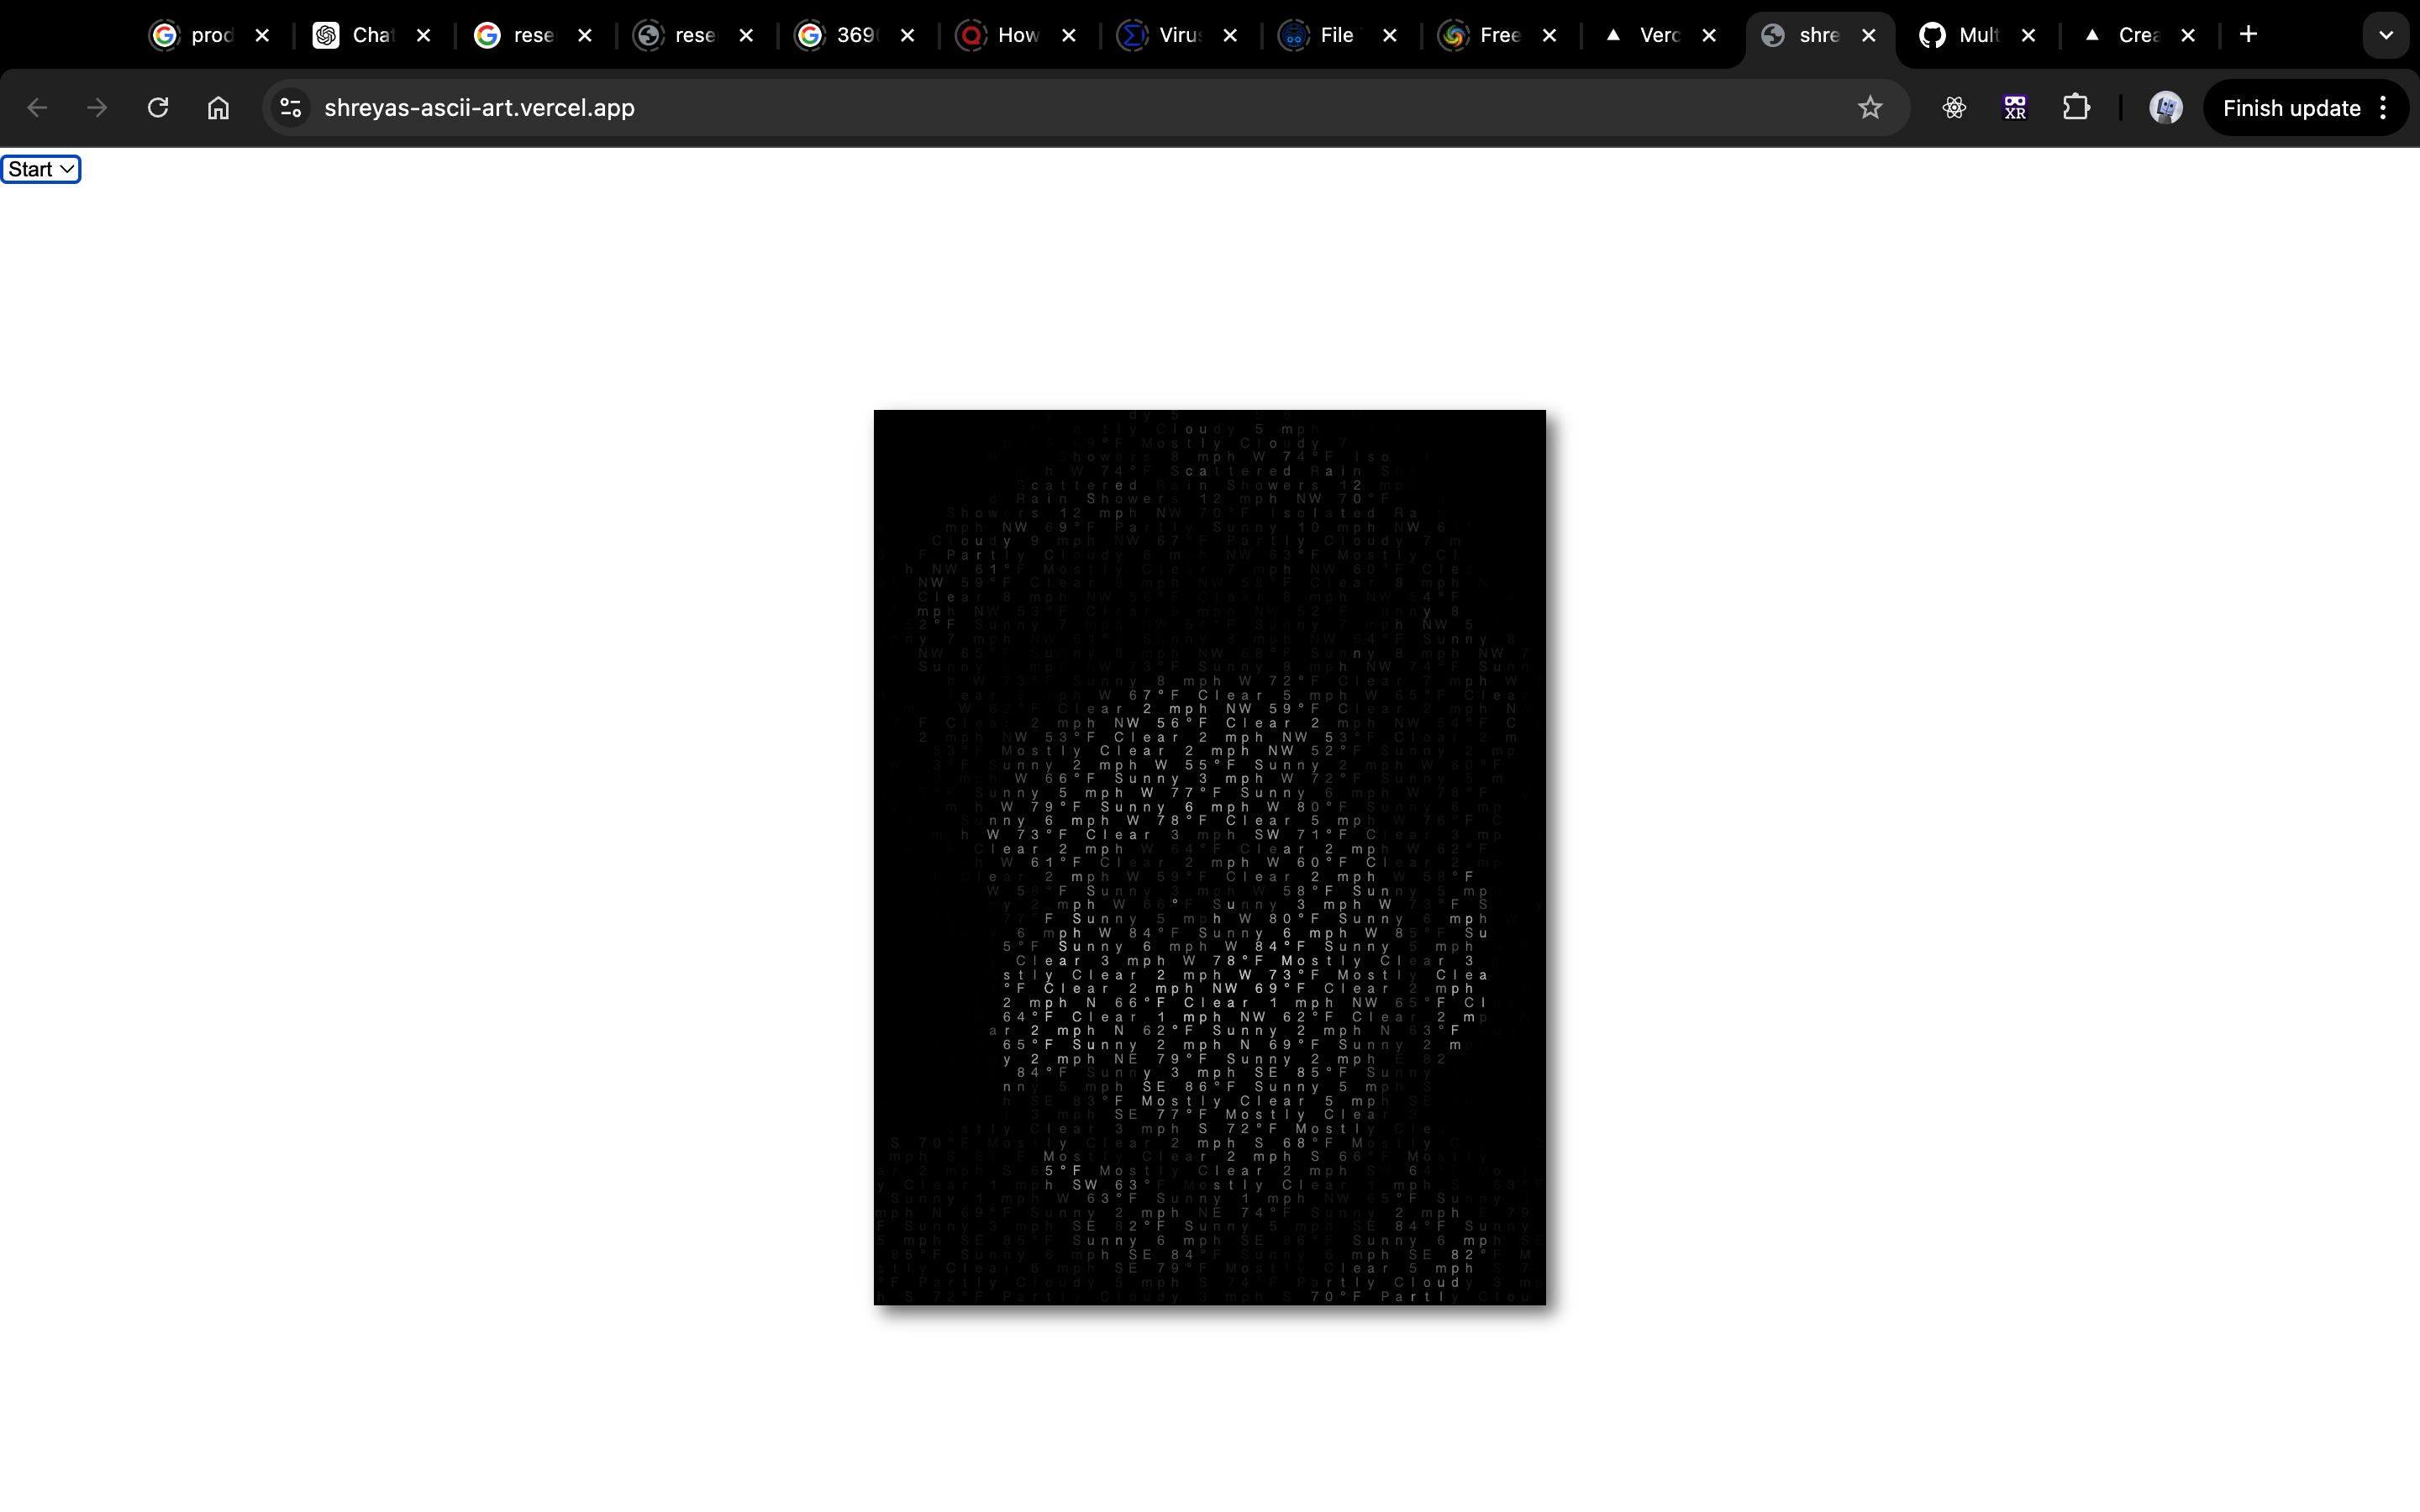 prod
Chat
rese
rese
369
How
Viru
File
Free
Verc
shre
Mult
Crea
shreyas-ascii-art.vercel.app
XR
Finish update
Start
dy 5
tly Cloudy 5 mph
9°F Mostly Cloudy 7
Showers 8 mph W 74°F Iso
h W 74°F Scattered Rain S
Scattered Rain Showers 12 mp
d Rain Showers 12 mph NW 70°F
Showers 12 mph NW 70°F Isolated Ra
mph NW 69°F Partly Sunny 10 mph NW 6
Cloudy 9 mph NW 67°F Partly Cloudy 7 m
F Partly Cloudy 6 m NW 63°F Mostly Cl
h NW 61°F Mostly Clear 7 mph NW 60°F Cle
NW 59°F Clear 8 mph NW 58°F Clear 8 mph N
Clear 8 mph NW 56°F Clear 8 mph NW 54°F
mph NW 53°F Clear mph NW 52 F unny 8
52°F Sunny 7 mph NW Sunny 7 mph NW 5
ny 7 mph NW 61° Sunny 8 mph NW 64°F Sunny 8
NW 65° Sunny 8 mph NW 68°F Sunny 8 mph NW 7
Sunny mp W 73°F Sunny 8 mph NW 74°F Sun
h W 73° Sunny 8 mph W 72°F Clear 7 mph W
ear mph W 67°F Clear 5 mph W 65°F Clea
W 62°F Clear 2 mph NW 59°F Clear 2 mph N
F Clea 2 mph NW 56°F Clear 2 mph NW 54°F C
2 mph NW 53°F Clear 2 mph NW 53°F Clear 2 m
53°F Mostly Clear 2 mph NW 52°F Sunny 2 mp
W 3°F Sunny 2 mph W 55°F Sunny 2 mph W 60°F
mph W 66°F Sunny 3 mph W 72°F Sunny 5 m
Sunny 5 mph W 77°F Sunny 6 mph W 78°F
m h W 79°F Sunny 6 mph W 80°F Sunny 6 mp
Sunny 6 mph W 78°F Clear 5 mph W 76°F C
m h W 73°F Clear 3 mph SW 71°F Clear 3 mp
Clear 2 mph W 64°F Clear 2 mph W 62°F
h W 61°F Clear 2 mph W 60°F Clear 2 mp
lear 2 mph W 59°F Clear 2 mph W 58°F
W 58°F Sunny 3 mph W 58°F Sunny 5 mp
y 2 mph W 66°F Sunny 3 mph W 73°F S
77°F Sunny 5 mph W 80°F Sunny 6 mph W
6 mph W 84°F Sunny 6 mph W 85°F Su
5°F Sunny 6 mph W 84°F Sunny 5 mph
Clear 3 mph W 78°F Mostly Clear 3
stly Clear 2 mph W 73°F Mostly Clea
°F Clear 2 mph NW 69°F Clear 2 mph
2 mph N 66°F Clear 1 mph NW 65°F Cl
64°F Clear 1 mph NW 62°F Clear 2 mp
ar 2 mph N 62°F Sunny 2 mph N 63°F
65°F Sunny 2 mph N 69°F Sunny 2 m
y 2 mph NE 79°F Sunny 2 mph E 82
84°F Sunny 3 mph SE 85°F Sunny
nny 5 mph SE 86°F Sunny 5 mph S
h SE 83°F Mostly Clear 5 mph SE
3 mph SE 77°F Mostly Clear 3
stly Clear 3 mph S 72°F Mostly Cle
S 70°F Mostly Clear 2 mph S 68°F Mostly C
mph S 6 °F Mostly Clear 2 mph S 66°F Mostly
ar 2 mph S 65°F Mostly Clear 2 mph S 64 Mo
y Clear 1 mph SW 63°F Mostly Clear 1 mph S 63°F
Sunny 1 mph W 63°F Sunny 1 mph NW 65°F Sunny
mph N 69°F Sunny 2 mph NE 74°F Sunny 2 mph E 79
F Sunny 3 mph SE 82°F Sunny 5 mph SE 84°F Sunny
5 mph SE 85°F Sunny 6 mph SE 86°F Sunny 6 mph SE
85°F Sunny 6 mph SE 84°F Sunny 6 mph SE 82°F M
stly Clear 6 mph SE 79°F Mostly Clear 5 mph 7
°F Partly Cloudy 5 mph S 74°F Partly Cloudy 3 mp
h S 72°F Partly Cloudy 3 mph S 70°F Partly Clou